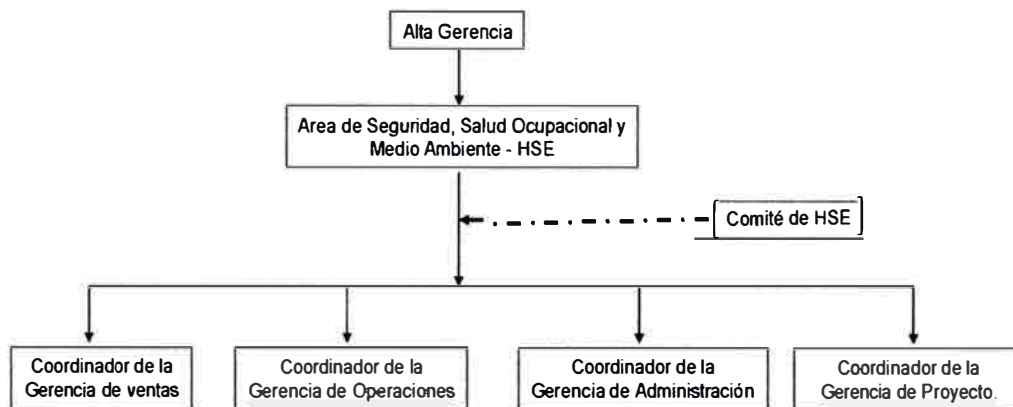 Alta Gerencia
Area de Seguridad, Salud Ocupacional y
Medio Ambiente - HSE
Comité de HSE
Coordinador de la
Gerencia de ventas
Coordinador de la
Gerencia de Operaciones
Coordinador de la
Gerencia de Administración
Coordinador de la
Gerencia de Proyecto.